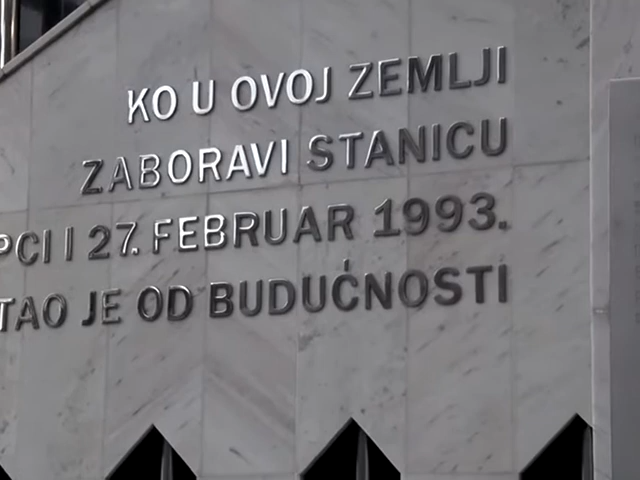 KO U OVOJ ZEMLJI
ZABORAVI STANICU
PCI I 27. FEBRUAR 1993.
TAO JE OD BUDUĆNOSTI